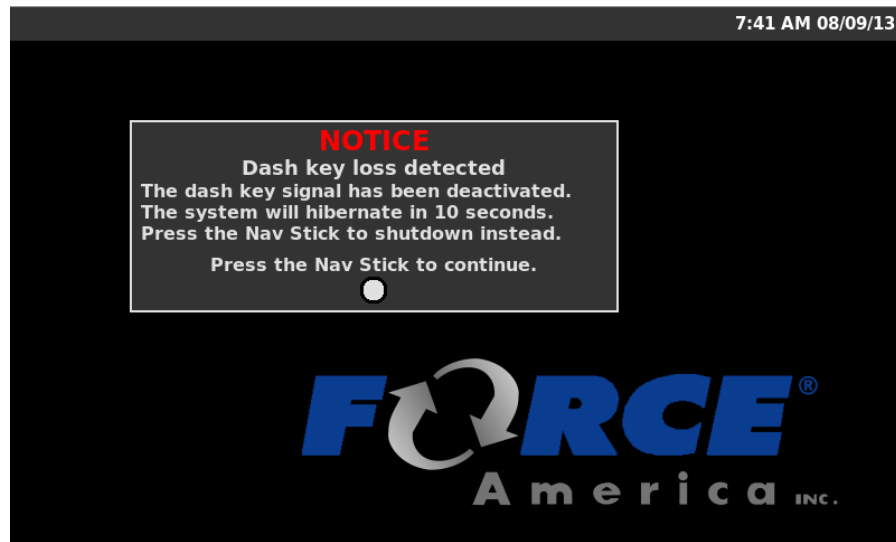 7:41 AM 08/09/13
NOTICE
Dash key loss detected
The dash key signal has been deactivated.
The system will hibernate in 10 seconds.
Press the Nav Stick to shutdown instead.
Press the Nav Stick to continue.
FORCE®
America INC.